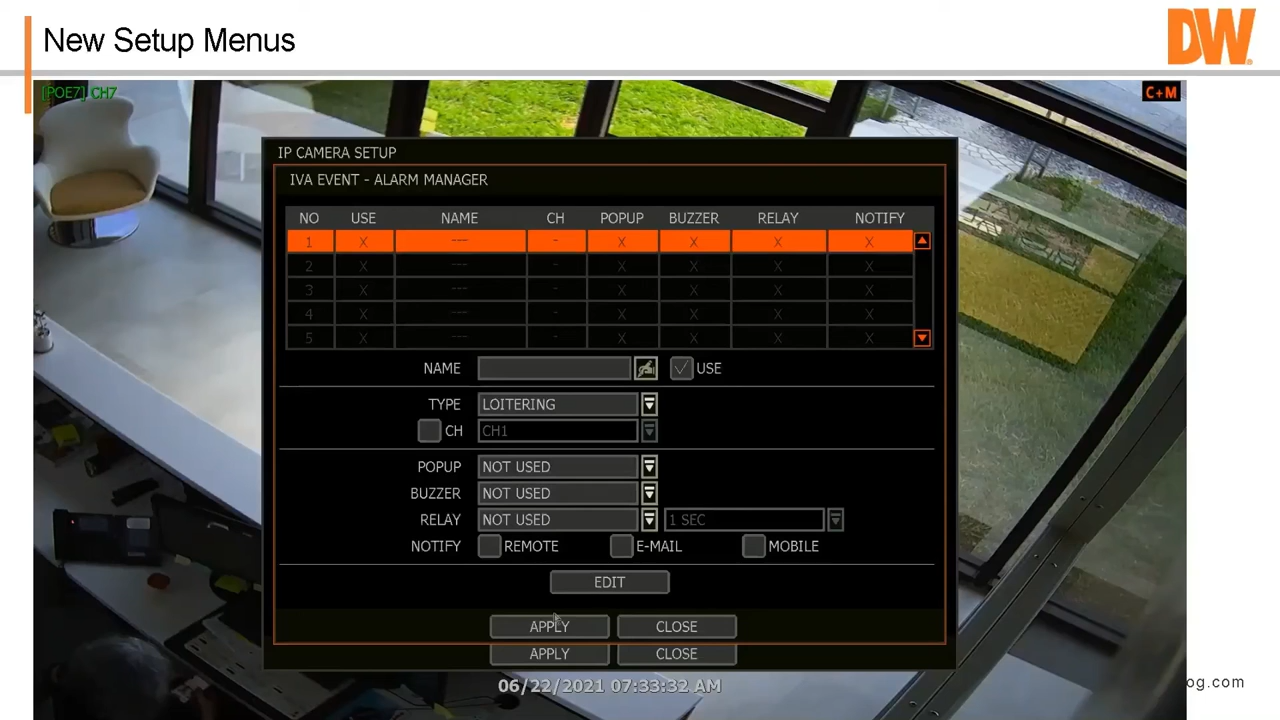 New Setup Menus
DW
[POE7] CH7
C+M
IP CAMERA SETUP
IVA EVENT - ALARM MANAGER
NO USE NAME CH POPUP BUZZER RELAY NOTIFY
1 X --- - X X X X
2 X --- - X X X X
3 X --- - X X X X
4 X --- - X X X X
5 X --- - X X X X
NAME USE
TYPE LOITERING
CH CH1
POPUP NOT USED
BUZZER NOT USED
RELAY NOT USED 1 SEC
NOTIFY REMOTE E-MAIL MOBILE
EDIT
APPLY CLOSE
APPLY CLOSE
06/22/2021 07:33:32 AM
og.com